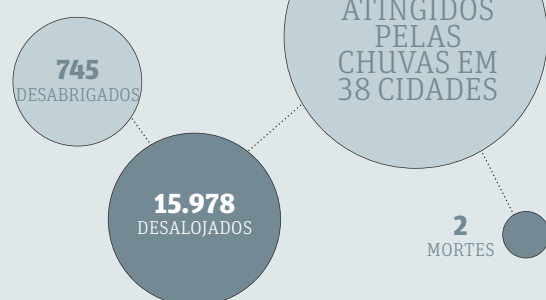 ATINGIDOS
PELAS
CHUVAS EM
38 CIDADES
745
DESABRIGADOS
15.978
DESALOJADOS
2
MORTES